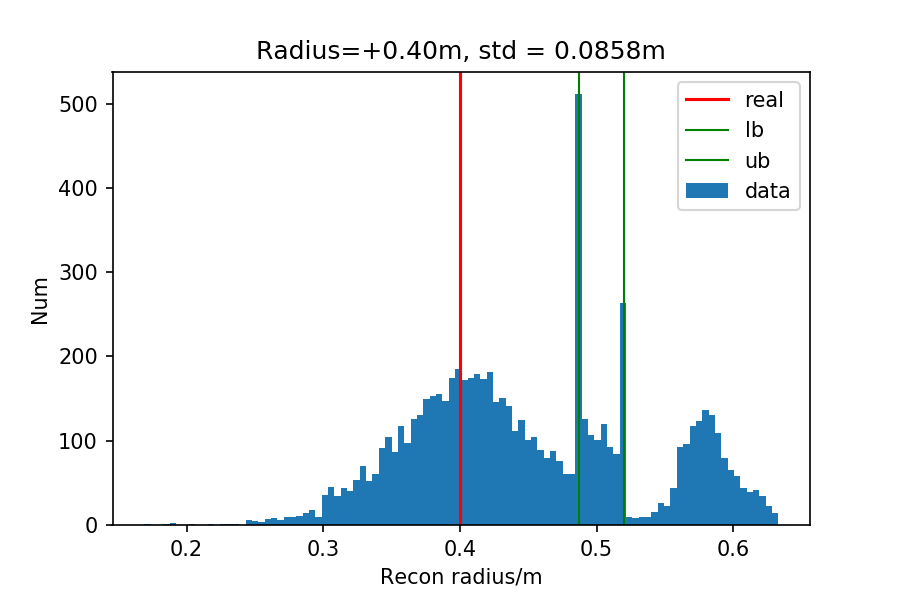 Radius=+0.40m, std = 0.0858m
500
400
300
200
100
0
Num
real
lb
ub
data
0.2 0.3 0.4 0.5 0.6
Recon radius/m